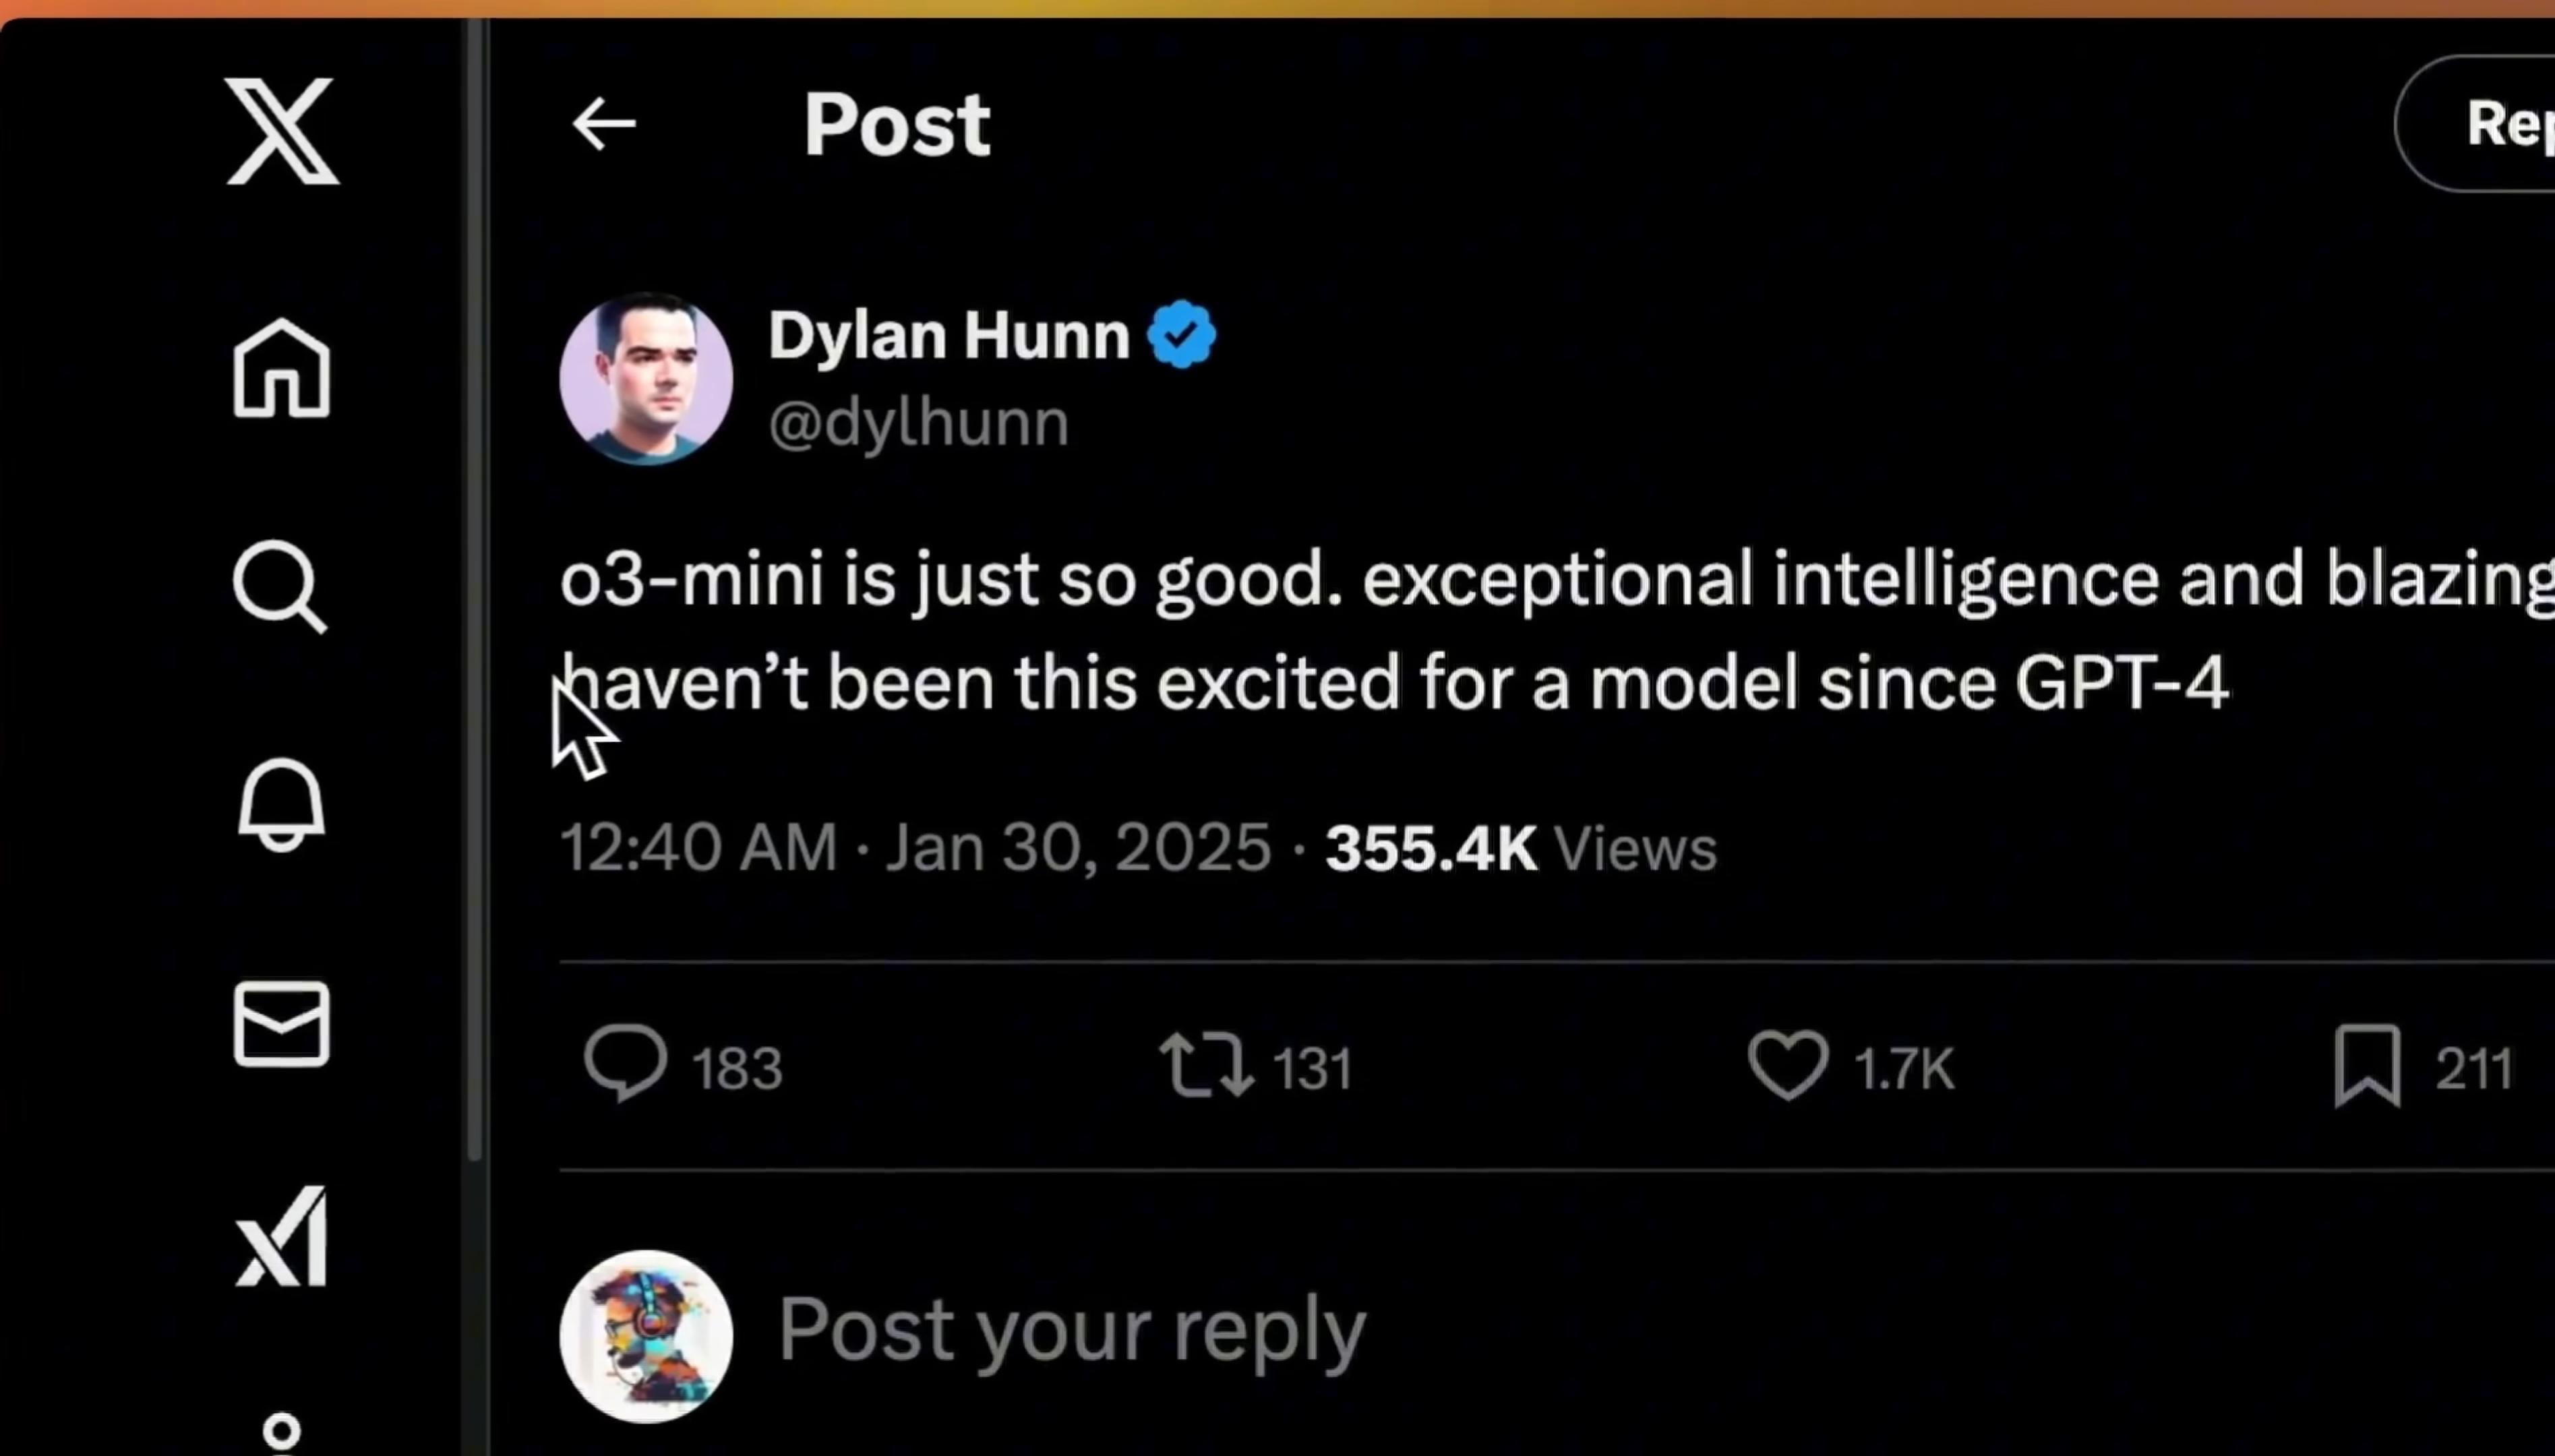 Post
Rep
Dylan Hunn
@dylhunn
o3-mini is just so good. exceptional intelligence and blazing
haven’t been this excited for a model since GPT-4
12:40 AM · Jan 30, 2025 · 355.4K Views
183 131 1.7K 211
Post your reply